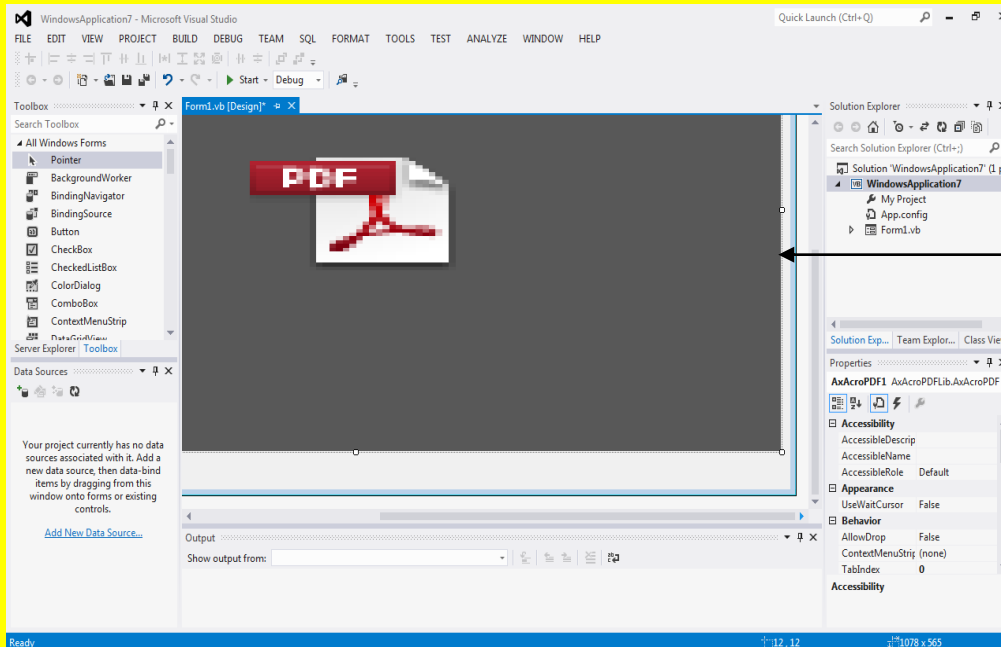 WindowsApplication7 - Microsoft Visual Studio
Quick Launch (Ctrl+Q)
FILE EDIT VIEW PROJECT BUILD DEBUG TEAM SQL FORMAT TOOLS TEST ANALYZE WINDOW HELP
Start Debug
Toolbox
Search Toolbox
All Windows Forms
Pointer
BackgroundWorker
BindingNavigator
BindingSource
Button
CheckBox
CheckedListBox
ColorDialog
ComboBox
ContextMenuStrip
DataGridView
Server Explorer Toolbox
Data Sources
Your project currently has no data
sources associated with it. Add a
new data source, then data-bind
items by dragging from this
window onto forms or existing
controls.
Add New Data Source...
Form1.vb [Design]*
PDF
Output
Show output from:
Solution Explorer
Search Solution Explorer (Ctrl+;)
Solution 'WindowsApplication7' (1 p
VB WindowsApplication7
My Project
App.config
Form1.vb
Solution Exp... Team Explor... Class Vie
Properties
AxAcroPDF1 AxAcroPDFLib.AxAcroPDF
Accessibility
AccessibleDescrip
AccessibleName
AccessibleRole Default
Appearance
UseWaitCursor False
Behavior
AllowDrop False
ContextMenuStrip (none)
TabIndex 0
Accessibility
Ready
12 , 12
1078 x 565